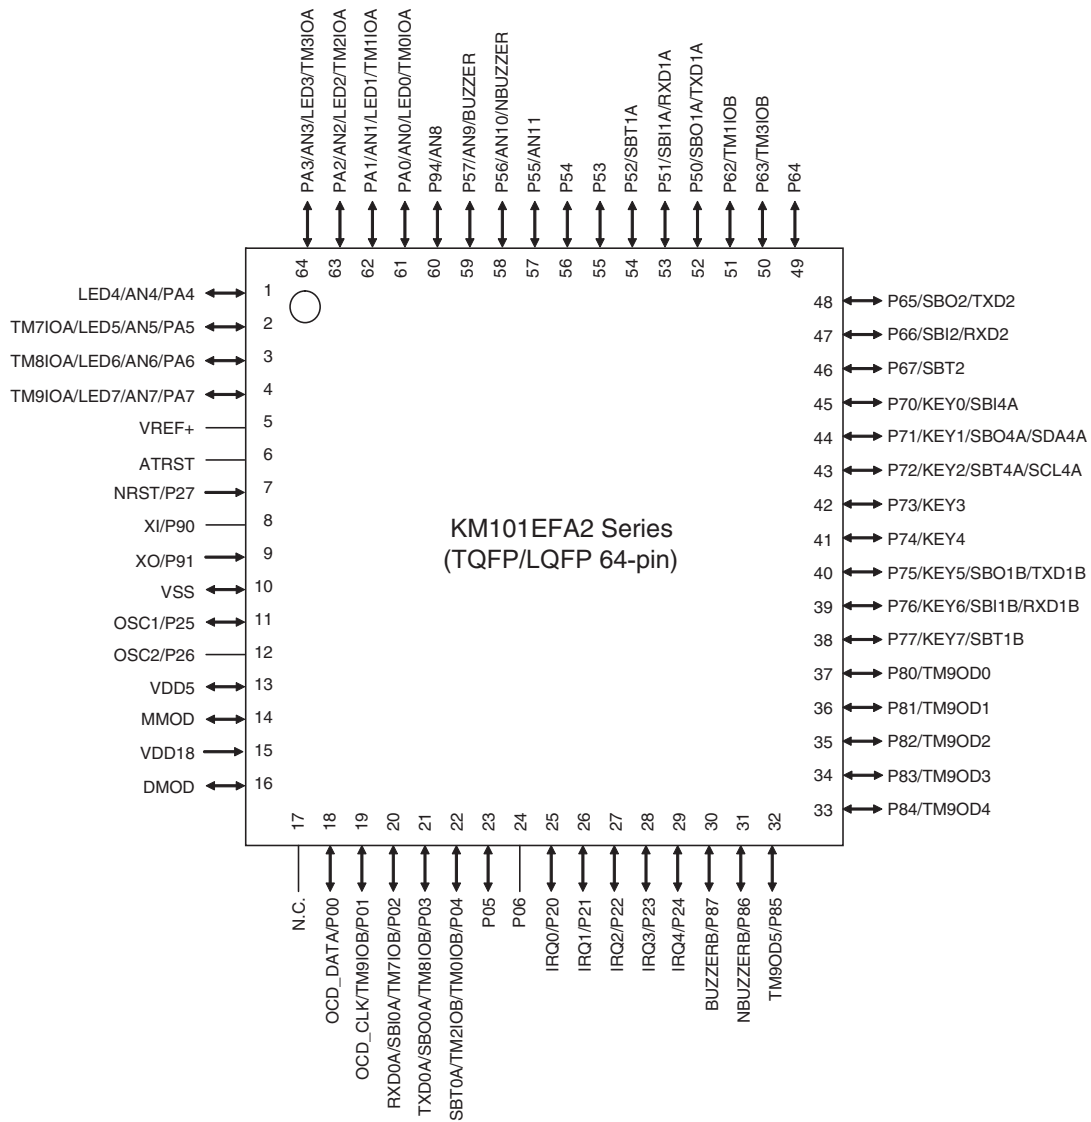 PA3/AN3/LED3/TM3IOA
PA2/AN2/LED2/TM2IOA
PA1/AN1/LED1/TM1IOA
PA0/AN0/LED0/TM0IOA
P94/AN8
P57/AN9/BUZZER
P56/AN10/NBUZZER
P55/AN11
P54
P53
P52/SBT1A
P51/SBI1A/RXD1A
P50/SBO1A/TXD1A
P62/TM1IOB
P63/TM3IOB
P64
64
63
62
61
60
59
58
57
56
55
54
53
52
51
50
49
LED4/AN4/PA4 1
TM7IOA/LED5/AN5/PA5 2
TM8IOA/LED6/AN6/PA6 3
TM9IOA/LED7/AN7/PA7 4
VREF+ 5
ATRST 6
NRST/P27 7
XI/P90 8
XO/P91 9
VSS 10
OSC1/P25 11
OSC2/P26 12
VDD5 13
MMOD 14
VDD18 15
DMOD 16
KM101EFA2 Series
(TQFP/LQFP 64-pin)
48 P65/SBO2/TXD2
47 P66/SBI2/RXD2
46 P67/SBT2
45 P70/KEY0/SBI4A
44 P71/KEY1/SBO4A/SDA4A
43 P72/KEY2/SBT4A/SCL4A
42 P73/KEY3
41 P74/KEY4
40 P75/KEY5/SBO1B/TXD1B
39 P76/KEY6/SBI1B/RXD1B
38 P77/KEY7/SBT1B
37 P80/TM9OD0
36 P81/TM9OD1
35 P82/TM9OD2
34 P83/TM9OD3
33 P84/TM9OD4
17
18
19
20
21
22
23
24
25
26
27
28
29
30
31
32
N.C.
OCD_DATA/P00
OCD_CLK/TM9IOB/P01
RXD0A/SBI0A/TM7IOB/P02
TXD0A/SBO0A/TM8IOB/P03
SBT0A/TM2IOB/TM0IOB/P04
P05
P06
IRQ0/P20
IRQ1/P21
IRQ2/P22
IRQ3/P23
IRQ4/P24
BUZZERB/P87
NBUZZERB/P86
TM9OD5/P85